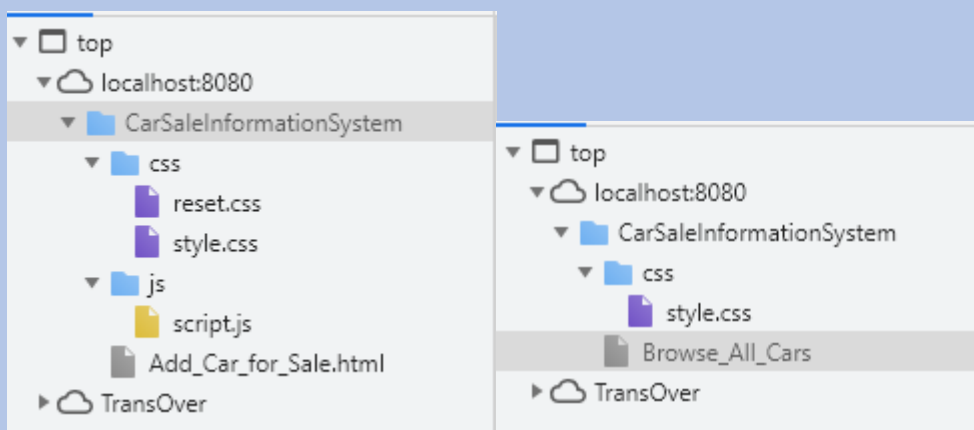 top
localhost:8080
CarSaleInformationSystem
css
reset.css
style.css
js
script.js
Add_Car_for_Sale.html
TransOver
top
localhost:8080
CarSaleInformationSystem
css
style.css
Browse_All_Cars
TransOver